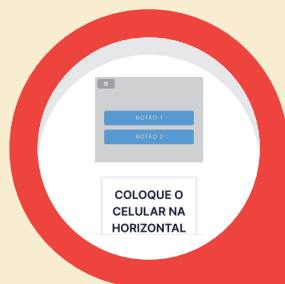 BOTÃO 1
BOTÃO 2
COLOQUE O
CELULAR NA
HORIZONTAL